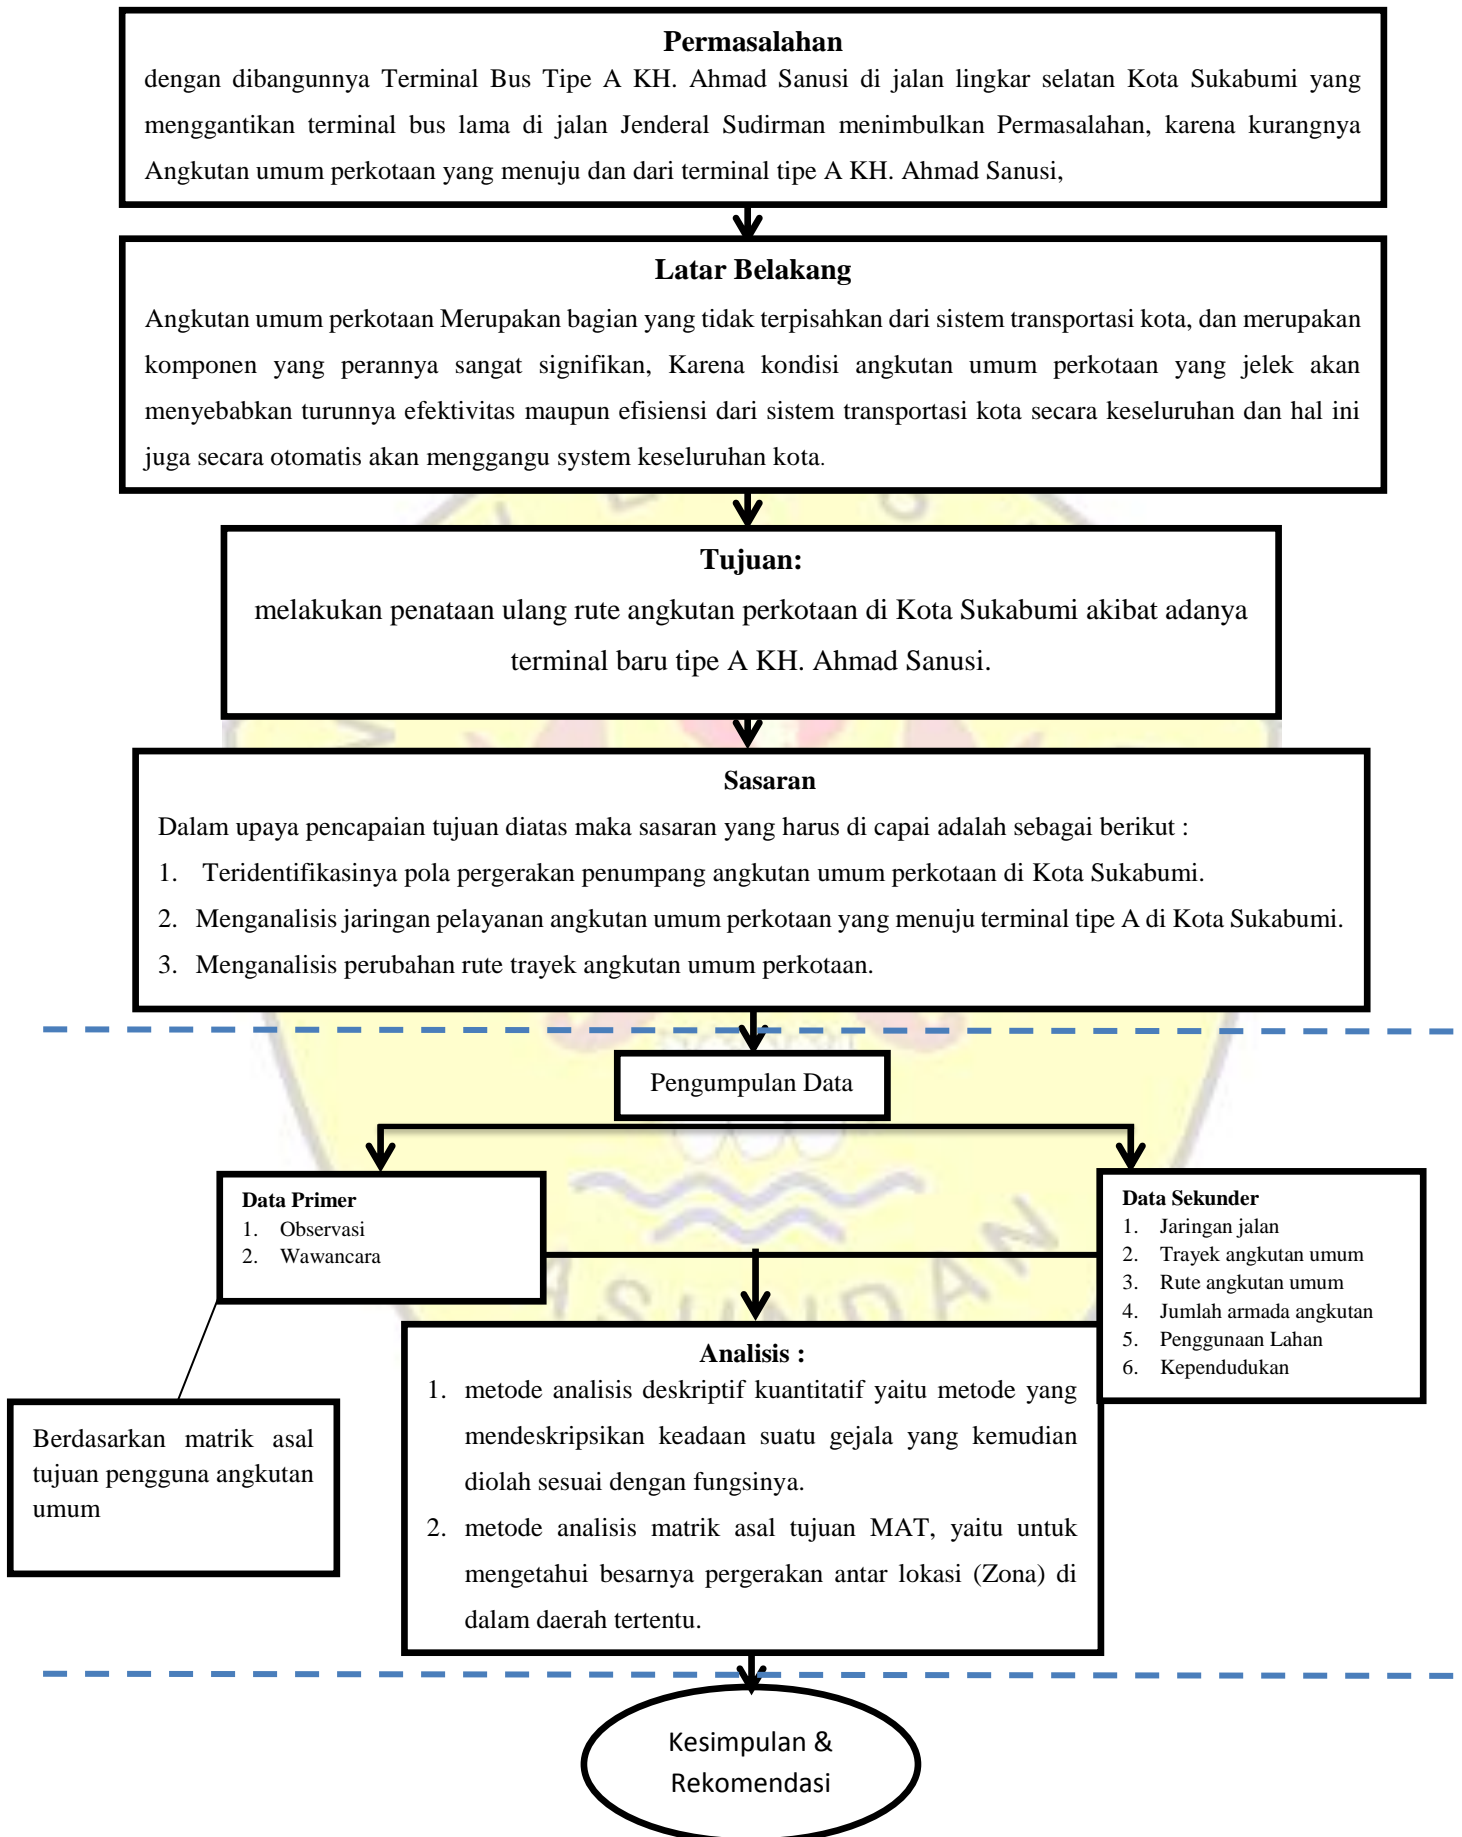 Permasalahan
dengan dibangunnya Terminal Bus Tipe A KH. Ahmad Sanusi di jalan lingkar selatan Kota Sukabumi yang
menggantikan terminal bus lama di jalan Jenderal Sudirman menimbulkan Permasalahan, karena kurangnya
Angkutan umum perkotaan yang menuju dan dari terminal tipe A KH. Ahmad Sanusi,
Latar Belakang
Angkutan umum perkotaan Merupakan bagian yang tidak terpisahkan dari sistem transportasi kota, dan merupakan
komponen yang perannya sangat signifikan, Karena kondisi angkutan umum perkotaan yang jelek akan
menyebabkan turunnya efektivitas maupun efisiensi dari sistem transportasi kota secara keseluruhan dan hal ini
juga secara otomatis akan menggangu system keseluruhan kota.
Tujuan:
melakukan penataan ulang rute angkutan perkotaan di Kota Sukabumi akibat adanya
terminal baru tipe A KH. Ahmad Sanusi.
Sasaran
Dalam upaya pencapaian tujuan diatas maka sasaran yang harus di capai adalah sebagai berikut :
1. Teridentifikasinya pola pergerakan penumpang angkutan umum perkotaan di Kota Sukabumi.
2. Menganalisis jaringan pelayanan angkutan umum perkotaan yang menuju terminal tipe A di Kota Sukabumi.
3. Menganalisis perubahan rute trayek angkutan umum perkotaan.
Pengumpulan Data
Data Primer
1. Observasi
2. Wawancara
Data Sekunder
1. Jaringan jalan
2. Trayek angkutan umum
3. Rute angkutan umum
4. Jumlah armada angkutan
5. Penggunaan Lahan
6. Kependudukan
Berdasarkan matrik asal
tujuan pengguna angkutan
umum
Analisis :
1. metode analisis deskriptif kuantitatif yaitu metode yang
mendeskripsikan keadaan suatu gejala yang kemudian
diolah sesuai dengan fungsinya.
2. metode analisis matrik asal tujuan MAT, yaitu untuk
mengetahui besarnya pergerakan antar lokasi (Zona) di
dalam daerah tertentu.
Kesimpulan &
Rekomendasi